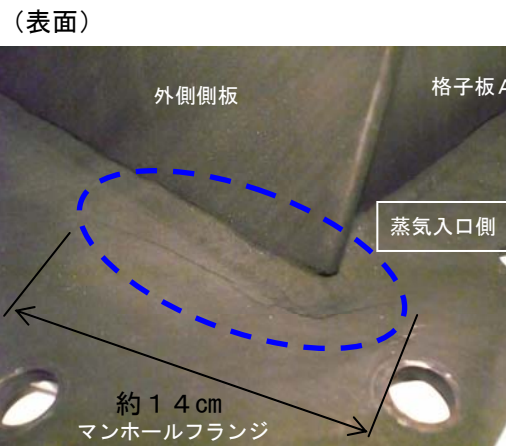 （表面）
外側側板
格子板A
蒸気入口側
約１４㎝
マンホールフランジ